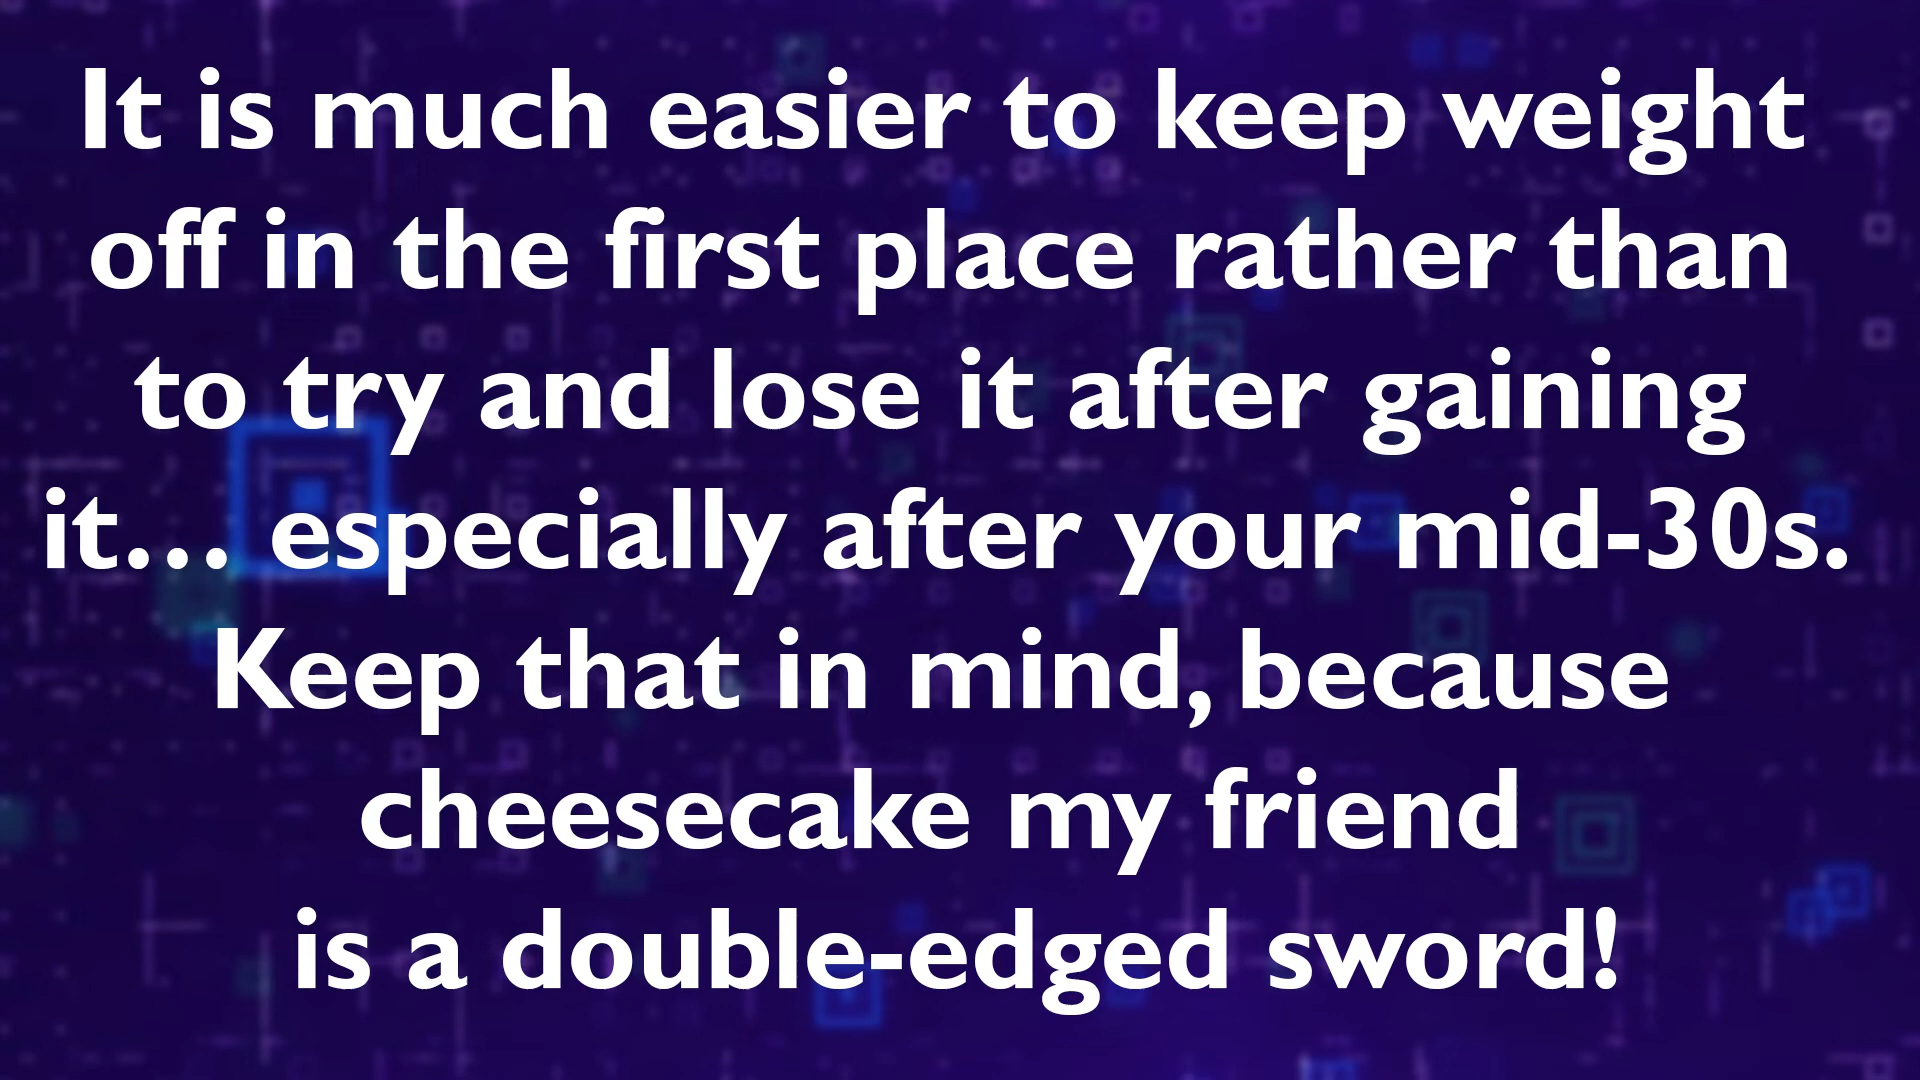 It is much easier to keep weight
off in the first place rather than
to try and lose it after gaining
it… especially after your mid-30s.
Keep that in mind, because
cheesecake my friend
is a double-edged sword!